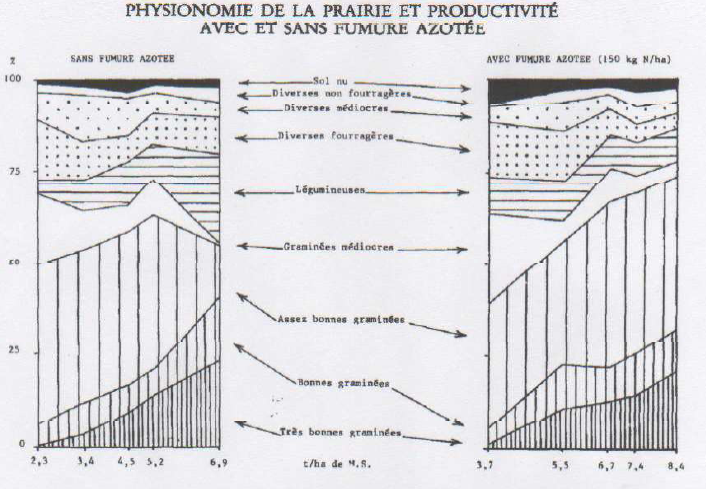 PHYSIONOMIE DE LA PRAIRIE ET PRODUCTIVITÉ
AVEC ET SANS FUMURE AZOTÉE
%
SANS FUMURE AZOTEE
AVEC FUMURE AZOTEE (150 kg N/ha)
100
75
50
25
0
Sol nu
Diverses non fourragères
Diverses médiocres
Diverses fourragères
Légumineuses
Graminées médiocres
Assez bonnes graminées
Bonnes graminées
Très bonnes graminées
2,3 3,4 4,5 5,2 6,9
t/ha de M.S.
3,7 5,5 6,7 7,4 8,4